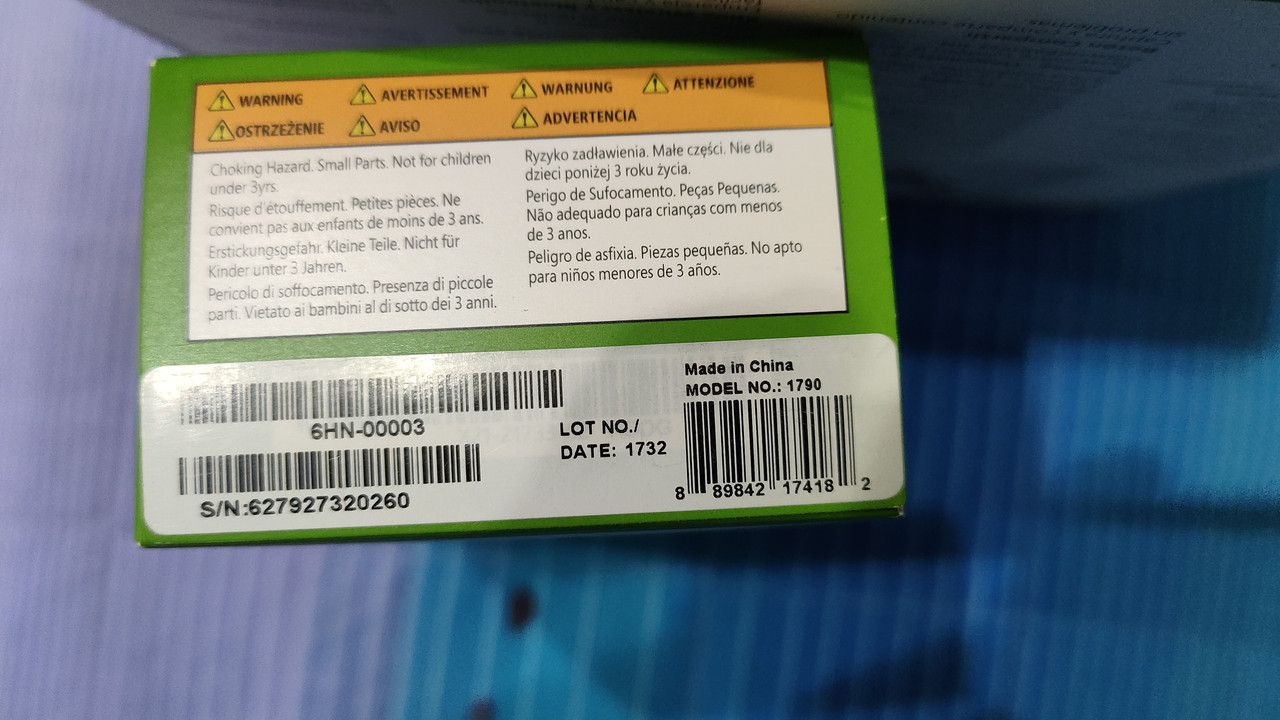 WARNING AVERTISSEMENT WARNUNG ATTENZIONE
OSTRZEŻENIE AVISO ADVERTENCIA
Choking Hazard. Small Parts. Not for children
under 3yrs.
Risque d'étouffement. Petites pièces. Ne
convient pas aux enfants de moins de 3 ans.
Erstickungsgefahr. Kleine Teile. Nicht für
Kinder unter 3 Jahren.
Pericolo di soffocamento. Presenza di piccole
parti. Vietato ai bambini al di sotto dei 3 anni.
Ryzyko zadławienia. Małe części. Nie dla
dzieci poniżej 3 roku życia.
Perigo de Sufocamento. Peças Pequenas.
Não adequado para crianças com menos
de 3 anos.
Peligro de asfixia. Piezas pequeñas. No apto
para niños menores de 3 años.
6HN-00003
S/N:627927320260
LOT NO./
DATE: 1732
Made in China
MODEL NO.: 1790
8 89842 17418 2